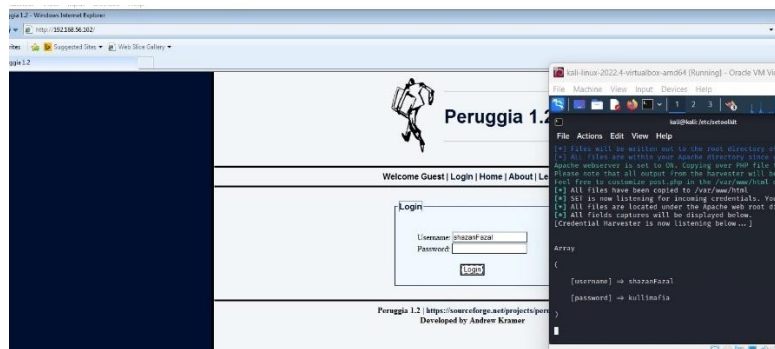 ggia 1.2 - Windows Internet Explorer
http://192.168.56.102/
Suggested Sites ▾ Web Slice Gallery ▾
ggia 1.2
Peruggia 1.2
Welcome Guest | Login | Home | About | Le
Login
Username: shazanFazal
Password:
Login
Peruggia 1.2 | https://sourceforge.net/projects/peru
Developed by Andrew Kramer
kali-linux-2022.4-virtualbox-amd64 [Running] - Oracle VM Vi
File Machine View Input Devices Help
1 2 3
kali@kali: /etc/setoolkit
File Actions Edit View Help
[*] Files will be written out to the root directory o
[*] ALL files are within your Apache directory since
Apache webserver is set to ON. Copying over PHP file
Please note that all output from the harvester will b
Feel free to customize post.php in the /var/www/html
[*] All files have been copied to /var/www/html
[*] SET is now listening for incoming credentials. You
[*] All files are located under the Apache web root d
[*] All fields captures will be displayed below.
[Credential Harvester is now listening below...]
Array
(
[username] => shazanFazal
[password] => kullimafia
)